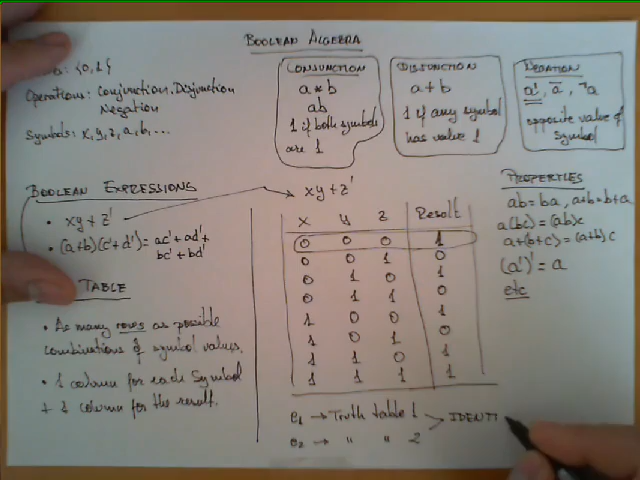 BOOLEAN ALGEBRA
: {0,1}
Operations: Conjunction. Disjunction
Negation
Symbols: x, y, z, a, b, ...
CONJUNCTION
a * b
ab
1 if both symbols
are 1
DISJUNCTION
a + b
1 if any symbol
has value 1
NEGATION
a', a̅, ¬a
opposite value of
symbol
BOOLEAN EXPRESSIONS
• xy + z'
• (a+b)(c'+d') = ac' + ad' +
bc' + bd'
TABLE
• As many rows as possible
combinations of symbol values.
• 1 column for each symbol
+ 1 column for the result.
xy + z'
x y z Result
0 0 0 1
0 0 1 0
0 1 0 1
0 1 1 0
1 0 0 1
1 0 1 0
1 1 0 1
1 1 1 1
e1 → Truth table 1
e2 → " " 2
IDENTI
PROPERTIES
ab = ba, a+b = b+a
a(bc) = (ab)c
a+(b+c) = (a+b)c
(a')' = a
etc